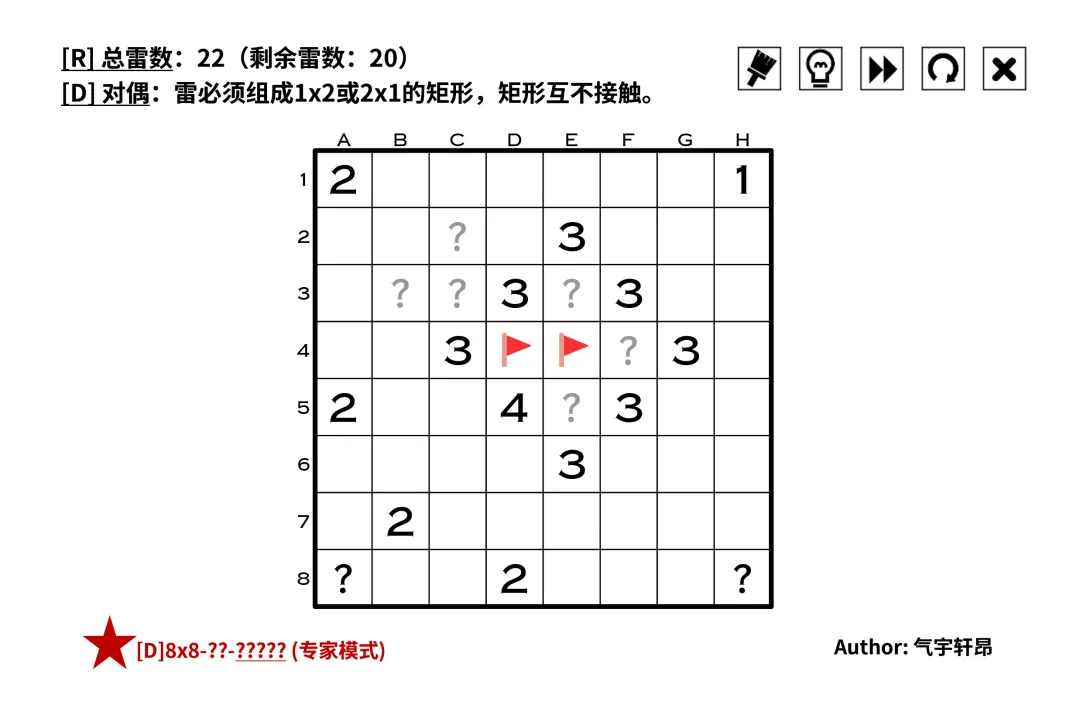 [R] 总雷数：22（剩余雷数：20）
[D] 对偶：雷必须组成1x2或2x1的矩形，矩形互不接触。
A B C D E F G H
1 2 1
2 ? 3
3 ? ? 3 ? 3
4 3 ? 3
5 2 4 ? 3
6 3
7 2
8 ? 2 ?
[D]8x8-??-????? (专家模式)
Author: 气宇轩昂